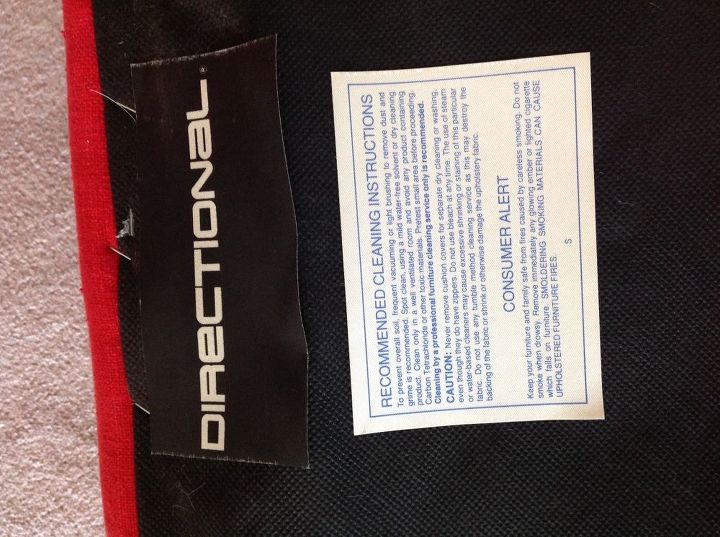 DIRECTIONAL®
RECOMMENDED CLEANING INSTRUCTIONS
To prevent overall soil, frequent vacuuming or light brushing to remove dust and
grime is recommended. Spot clean, using a mild water-free solvent or dry cleaning
product. Clean only in a well ventilated room and avoid any product containing
Carbon Tetrachloride or other toxic materials. Pretest small area before proceeding.
Cleaning by a professional furniture cleaning service only is recommended.
CAUTION: Never remove cushion covers for separate dry cleaning or washing,
even though they do have zippers. Do not use bleach at any time. The use of steam
or water-based cleaners may cause excessive shrinking or staining of this particular
fabric. Do not use any tumble method cleaning service as this may destroy the
backing of the fabric or shrink or otherwise damage the upholstery fabric.
CONSUMER ALERT
Keep your furniture and family safe from fires caused by careless smoking. Do not
smoke when drowsy. Remove immediately any glowing ember or lighted cigarette
which falls on furniture. SMOLDERING SMOKING MATERIALS CAN CAUSE
UPHOLSTERED FURNITURE FIRES.
S